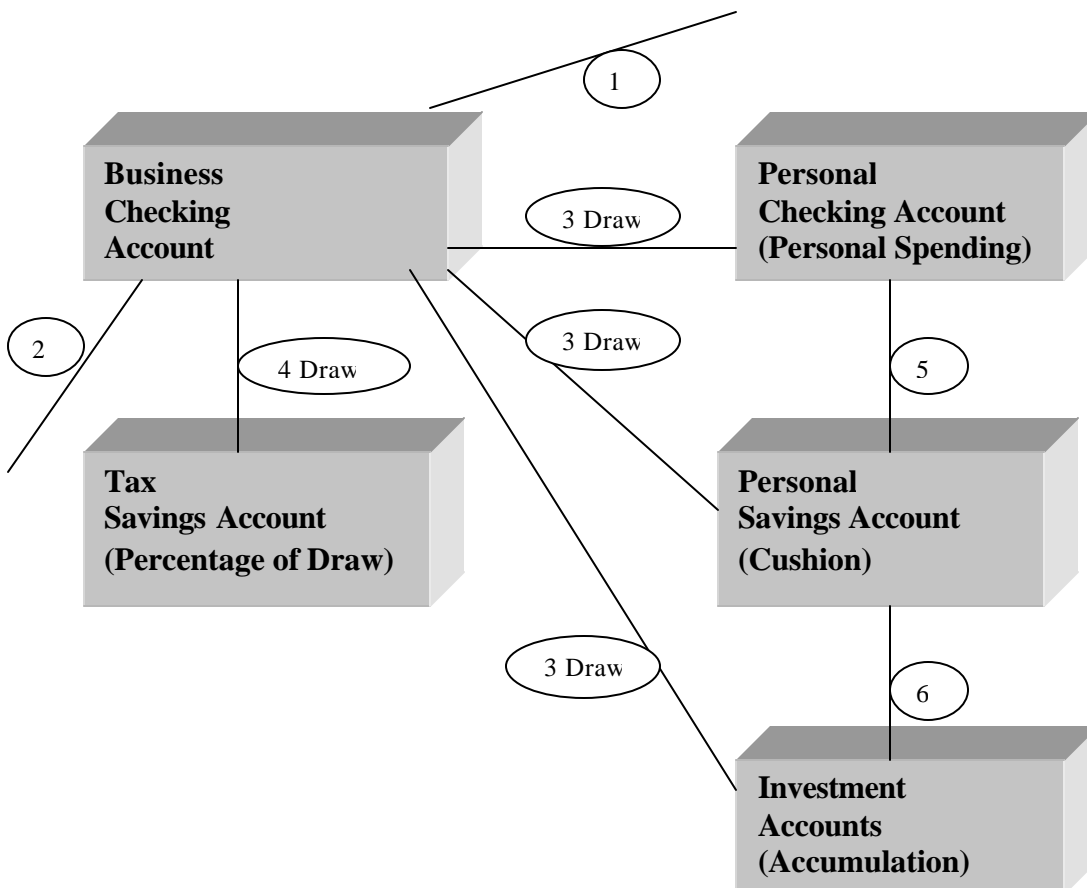 1
Business
Checking
Account
3 Draw
Personal
Checking Account
(Personal Spending)
2
4 Draw
3 Draw
5
Tax
Savings Account
(Percentage of Draw)
Personal
Savings Account
(Cushion)
3 Draw
6
Investment
Accounts
(Accumulation)